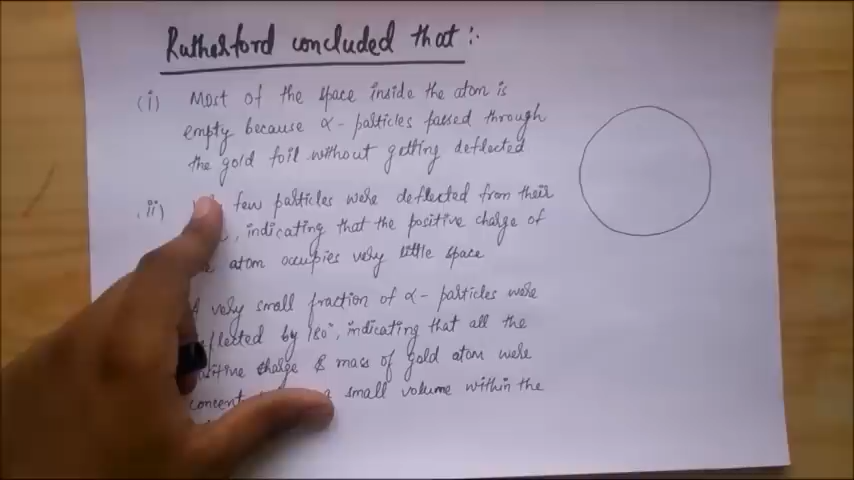 Rutherford concluded that :-
(i) Most of the space inside the atom is
empty because α- particles passed through
the gold foil without getting deflected
ii) few particles were deflected from their
, indicating that the positive charge of
atom occupies very little space
A very small fraction of α- particles were
deflected by 180°, indicating that all the
positive charge & mass of gold atom were
small volume within the